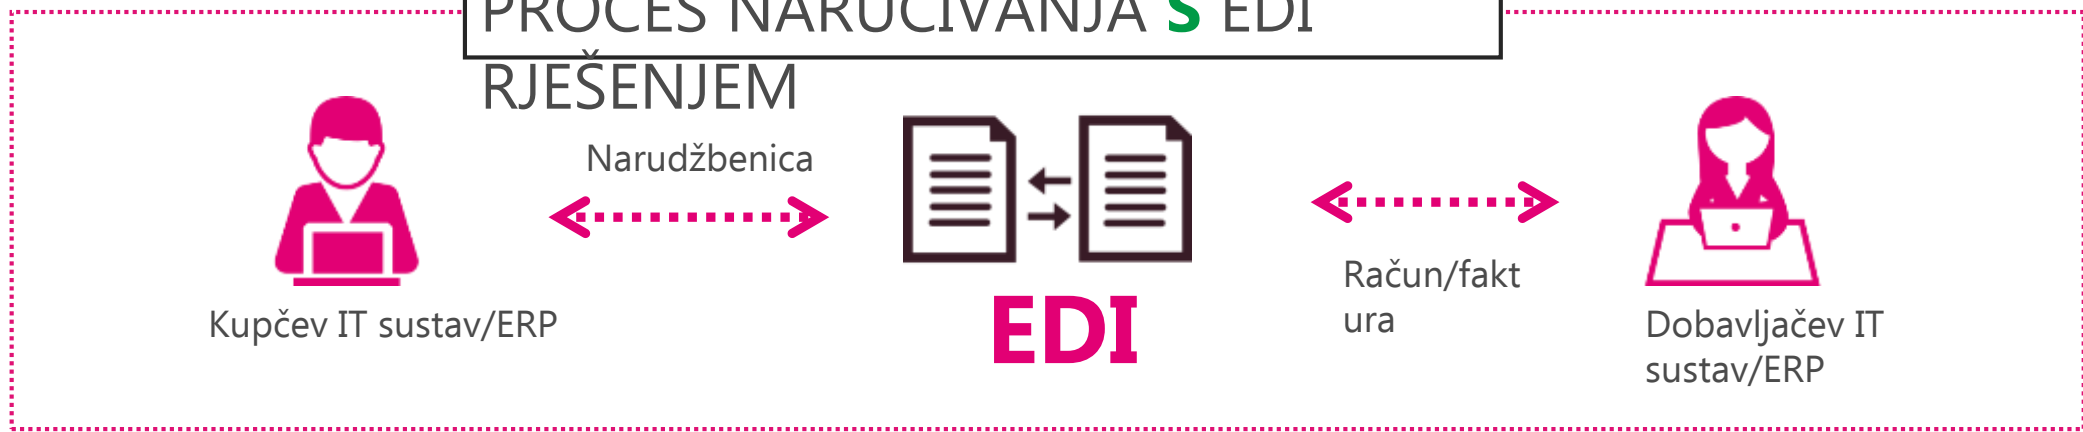 PROCES NARUČIVANJA S EDI
RJEŠENJEM
Narudžbenica
Kupčev IT sustav/ERP
EDI
Račun/fakt
ura
Dobavljačev IT
sustav/ERP